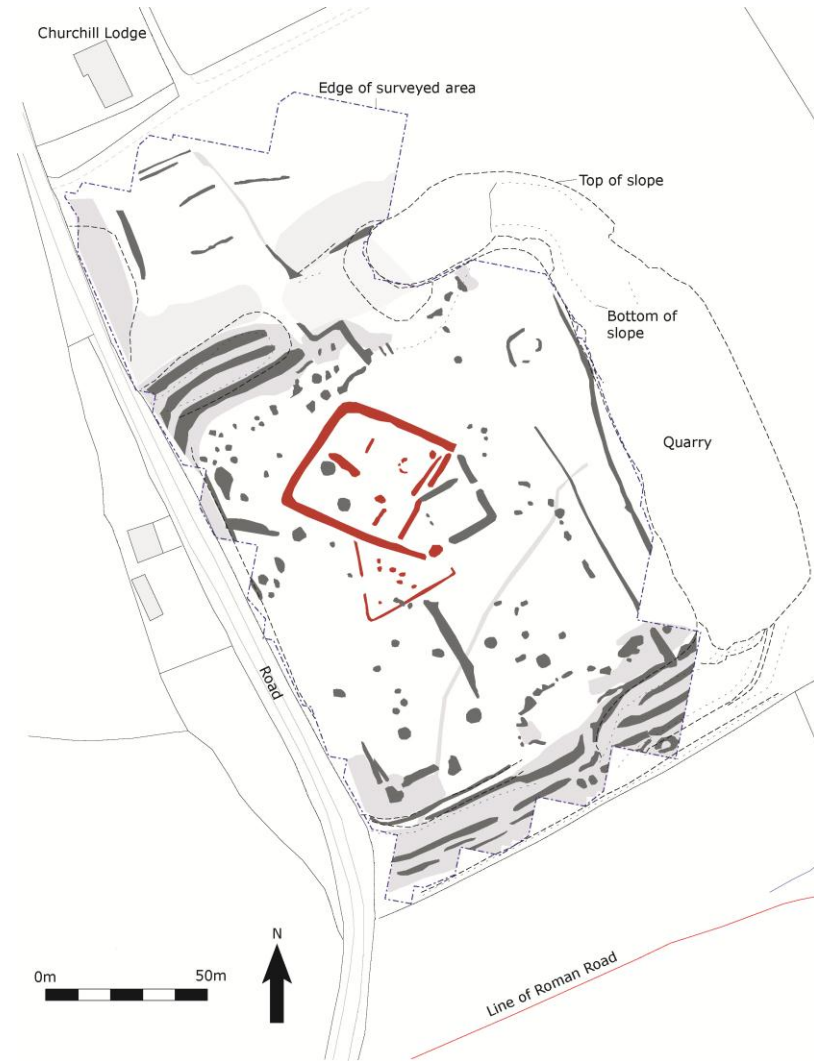 Churchill Lodge
Edge of surveyed area
Top of slope
Bottom of
slope
Quarry
Road
N
0m
50m
Line of Roman Road